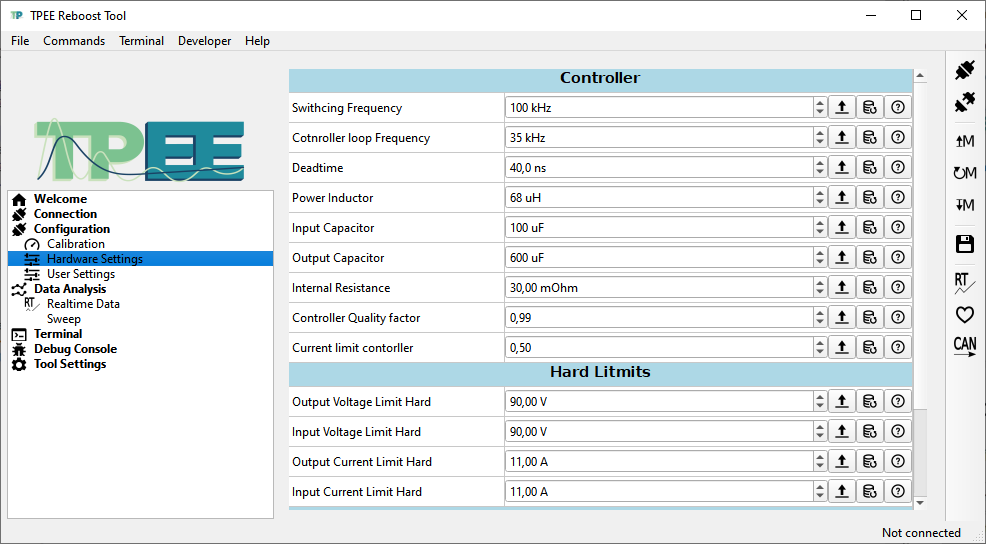 TPEE Reboost Tool
File Commands Terminal Developer Help
TPEE
Welcome
Connection
Configuration
Calibration
Hardware Settings
User Settings
Data Analysis
RT Realtime Data
Sweep
Terminal
Debug Console
Tool Settings
Controller
Swithcing Frequency 100 kHz
Cotnroller loop Frequency 35 kHz
Deadtime 40,0 ns
Power Inductor 68 uH
Input Capacitor 100 uF
Output Capacitor 600 uF
Internal Resistance 30,00 mOhm
Controller Quality factor 0,99
Current limit contorller 0,50
Hard Litmits
Output Voltage Limit Hard 90,00 V
Input Voltage Limit Hard 90,00 V
Output Current Limit Hard 11,00 A
Input Current Limit Hard 11,00 A
M
M
M
RT
CAN
Not connected